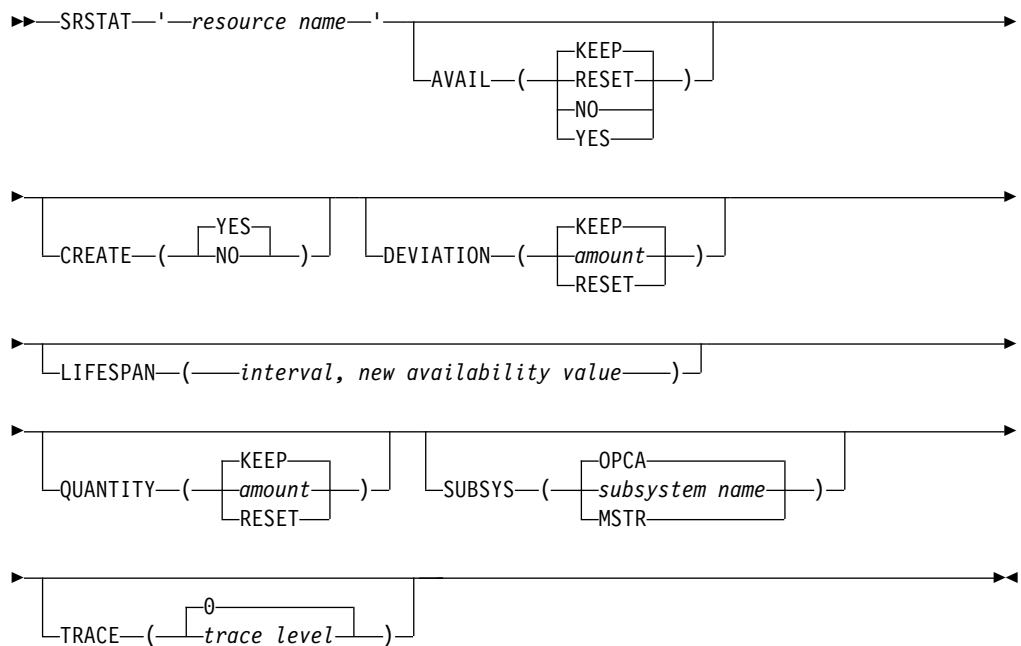 SRSTAT ' resource name '
KEEP
AVAIL ( RESET )
NO
YES
YES KEEP
CREATE ( NO ) DEVIATION ( amount )
RESET
LIFESPAN ( interval, new availability value )
KEEP OPCA
QUANTITY ( amount ) SUBSYS ( subsystem name )
RESET MSTR
0
TRACE ( trace level )